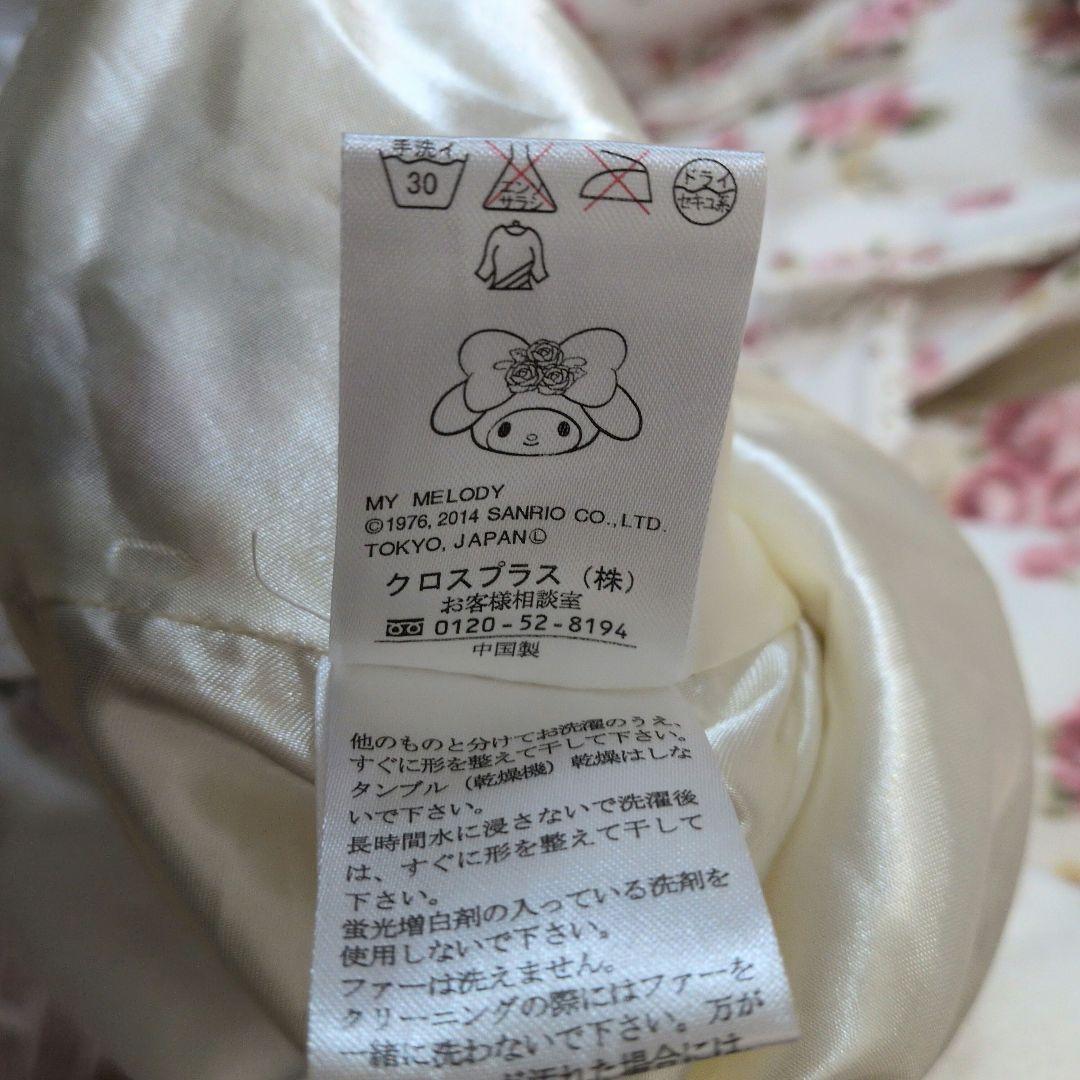 手洗イ
30
エンソ
サラシ
ドライ
セキユ系
MY MELODY
©1976, 2014 SANRIO CO., LTD.
TOKYO, JAPANⓁ
クロスプラス（株）
お客様相談室
0120-52-8194
中国製
他のものと分けてお洗濯のうえ、
すぐに形を整えて干して下さい。
タンブル（乾燥機）乾燥はしな
いで下さい。
長時間水に浸さないで洗濯後
は、すぐに形を整えて干して
下さい。
蛍光増白剤の入っている洗剤を
使用しないで下さい。
ファーは洗えません。
クリーニングの際にはファーを
一緒に洗わないで下さい。万が
汚れた場合には